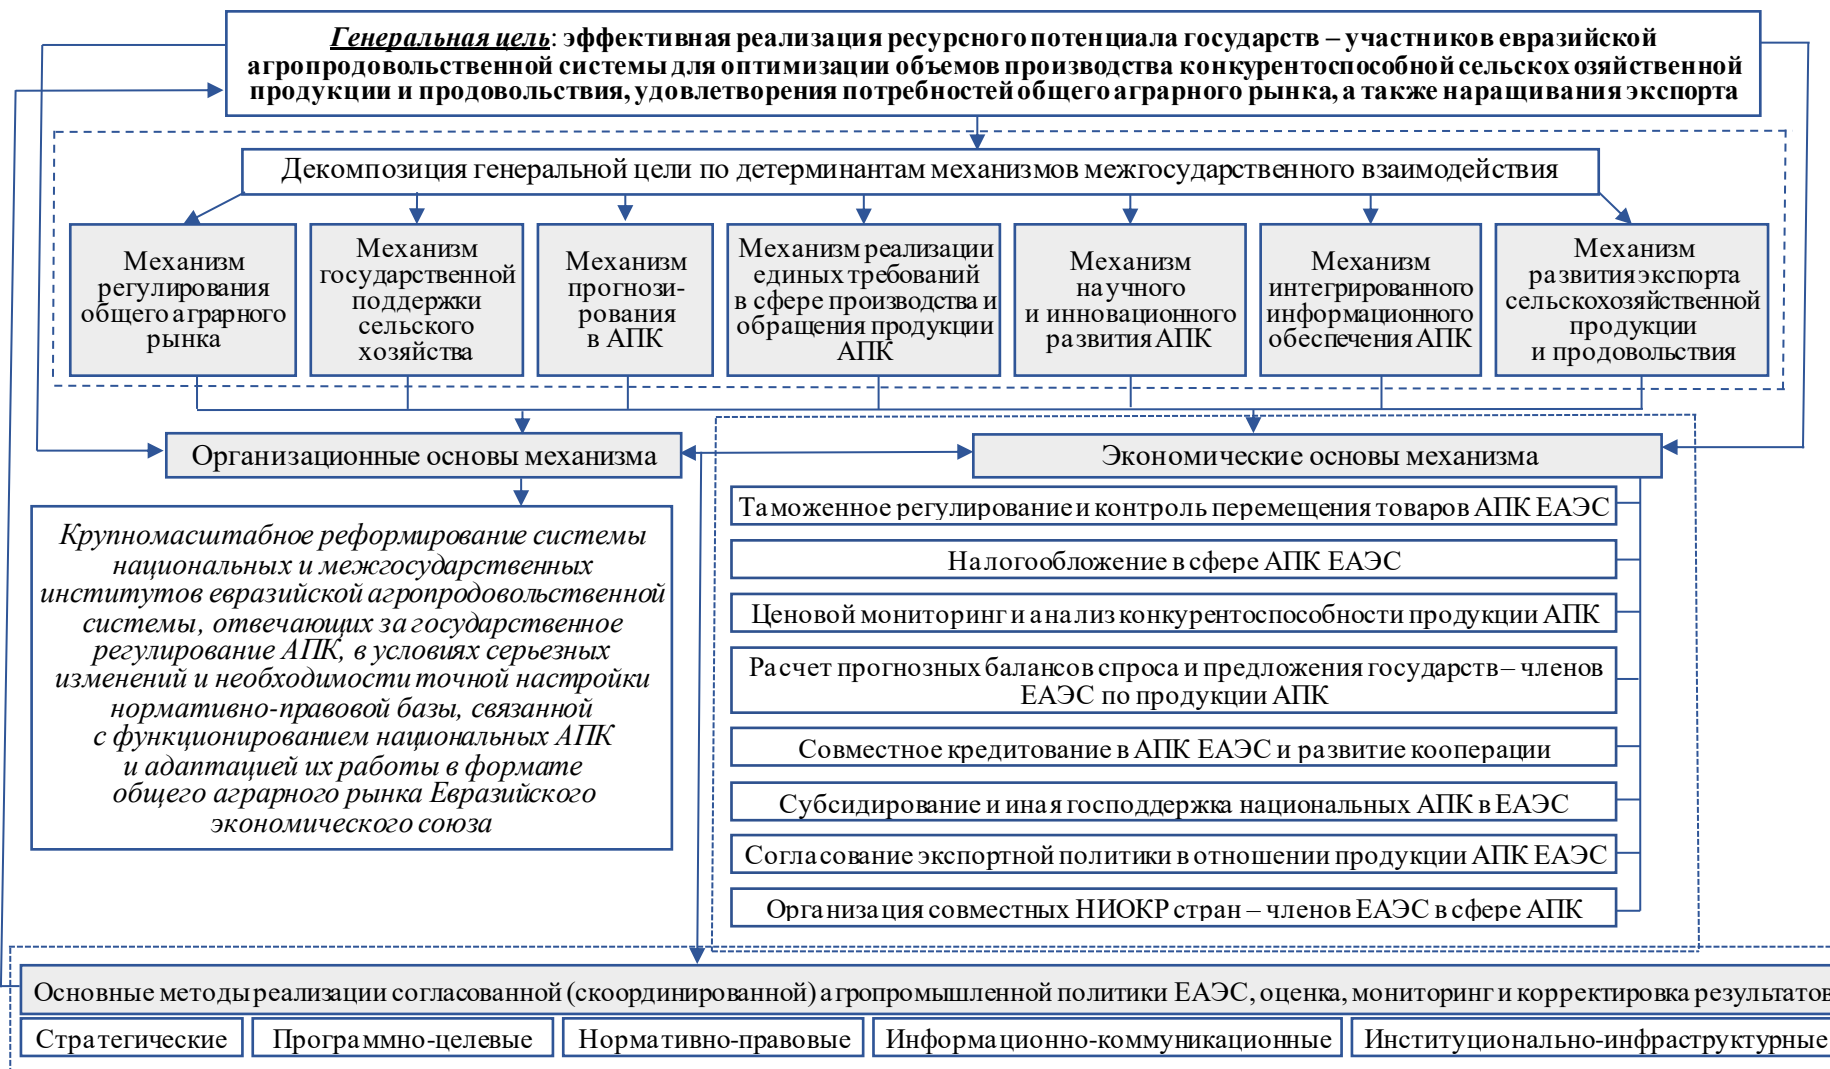 Генеральная цель: эффективная реализация ресурсного потенциала государств – участников евразийской
агропродовольственной системы для оптимизации объемов производства конкурентоспособной сельскохозяйственной
продукции и продовольствия, удовлетворения потребностей общего аграрного рынка, а также наращивания экспорта
Декомпозиция генеральной цели по детерминантам механизмов межгосударственного взаимодействия
Механизм
регулирования
общего аграрного
рынка
Механизм
государственной
поддержки
сельского
хозяйства
Механизм
прогнози-
рования
в АПК
Механизм реализации
единых требований
в сфере производства и
обращения продукции
АПК
Механизм
научного
и инновационного
развития АПК
Механизм
интегрированного
информационного
обеспечения АПК
Механизм
развития экспорта
сельскохозяйственной
продукции
и продовольствия
Организационные основы механизма
Экономические основы механизма
Крупномасштабное реформирование системы
национальных и межгосударственных
институтов евразийской агропродовольственной
системы, отвечающих за государственное
регулирование АПК, в условиях серьезных
изменений и необходимости точной настройки
нормативно-правовой базы, связанной
с функционированием национальных АПК
и адаптацией их работы в формате
общего аграрного рынка Евразийского
экономического союза
Таможенное регулирование и контроль перемещения товаров АПК ЕАЭС
Налогообложение в сфере АПК ЕАЭС
Ценовой мониторинг и анализ конкурентоспособности продукции АПК
Расчет прогнозных балансов спроса и предложения государств – членов
ЕАЭС по продукции АПК
Совместное кредитование в АПК ЕАЭС и развитие кооперации
Субсидирование и иная господдержка национальных АПК в ЕАЭС
Согласование экспортной политики в отношении продукции АПК ЕАЭС
Организация совместных НИОКР стран – членов ЕАЭС в сфере АПК
Основные методы реализации согласованной (скоординированной) агропромышленной политики ЕАЭС, оценка, мониторинг и корректировка результатов
Стратегические
Программно-целевые
Нормативно-правовые
Информационно-коммуникационные
Институционально-инфраструктурные